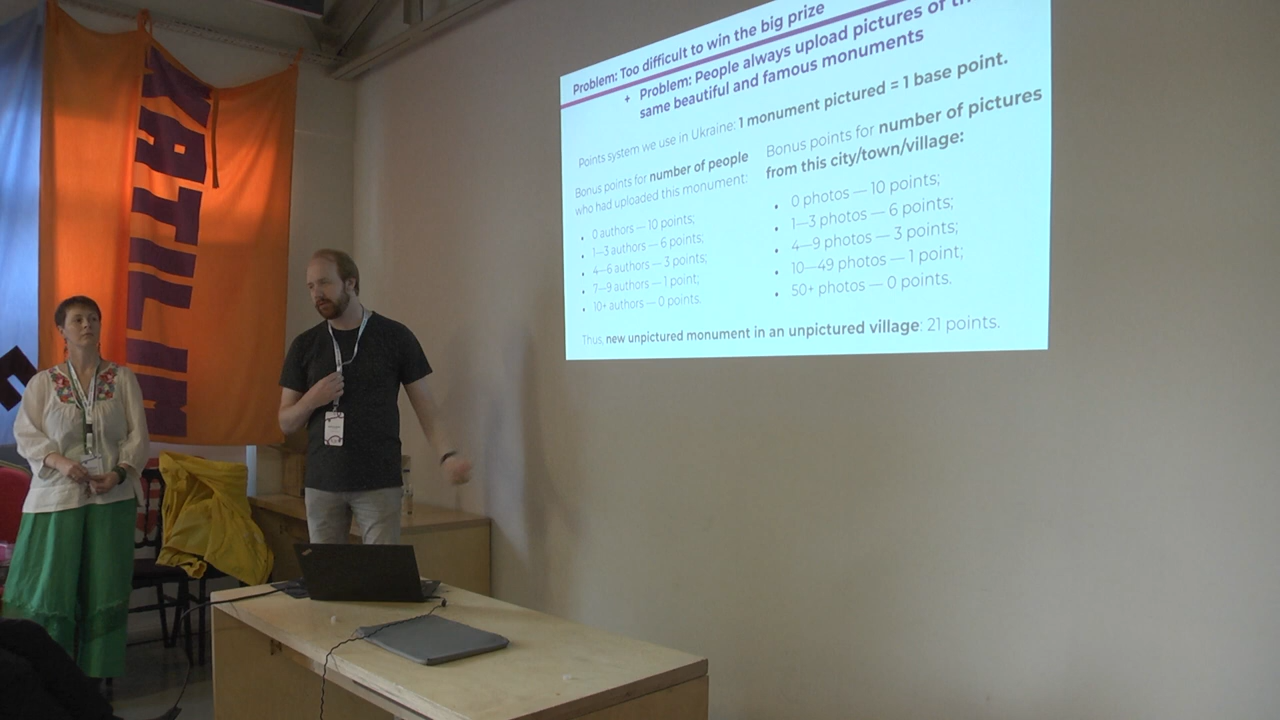 Problem: Too difficult to win the big prize
+ Problem: People always upload pictures of
same beautiful and famous monuments
Points system we use in Ukraine: 1 monument pictured = 1 base point.
Bonus points for number of people
who had uploaded this monument:
• 0 authors — 10 points;
• 1—3 authors — 6 points;
• 4—6 authors — 3 points;
• 7—9 authors — 1 point;
• 10+ authors — 0 points.
Bonus points for number of pictures
from this city/town/village:
• 0 photos — 10 points;
• 1—3 photos — 6 points;
• 4—9 photos — 3 points;
• 10—49 photos — 1 point;
• 50+ photos — 0 points.
Thus, new unpictured monument in an unpictured village: 21 points.